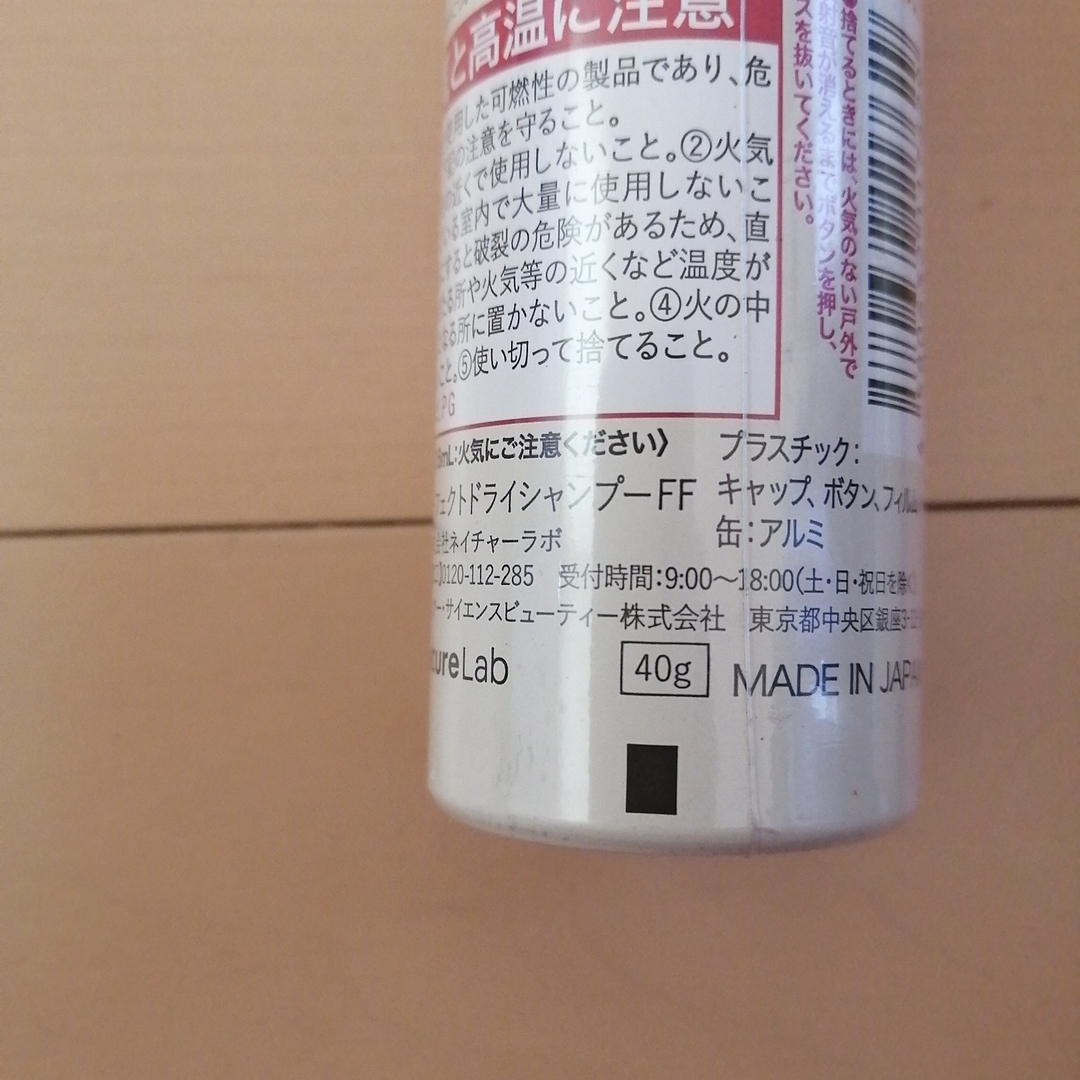 と高温に注意
用した可燃性の製品であり、危
の注意を守ること。
近くで使用しないこと。②火気
る室内で大量に使用しないこ
すると破裂の危険があるため、直
る所や火気等の近くなど温度が
なる所に置かないこと。④火の中
こと。⑤使い切って捨てること。
PG
mL:火気にご注意ください〉
フェクトドライシャンプーFF
会社ネイチャーラボ
0120-112-285 受付時間:9:00〜18:00(土・日・祝日を除く
ー・サイエンスビューティー株式会社 東京都中央区銀座3-
tureLab
40g
MADE IN JAPA
プラスチック:
キャップ、ボタン、フィルム
缶:アルミ
●捨てるときには、火気のない戸外で
射音が消えるまでボタンを押し、
スを抜いてください。